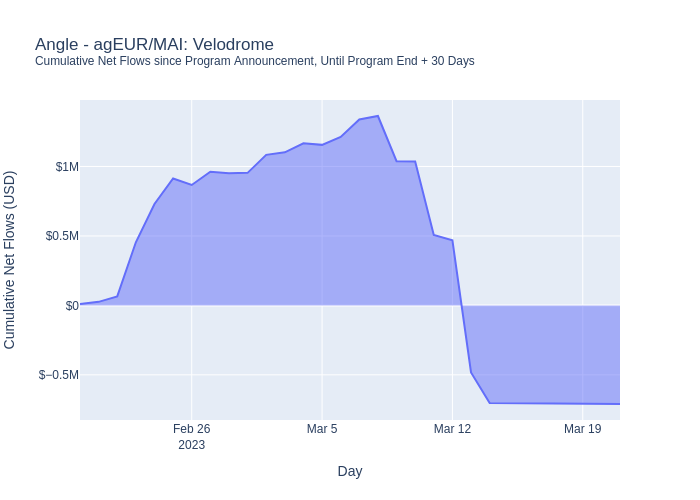 Angle - agEUR/MAI: Velodrome
Cumulative Net Flows since Program Announcement, Until Program End + 30 Days
Cumulative Net Flows (USD)
$1M
$0.5M
$0
$−0.5M
Feb 26
2023
Mar 5
Mar 12
Mar 19
Day